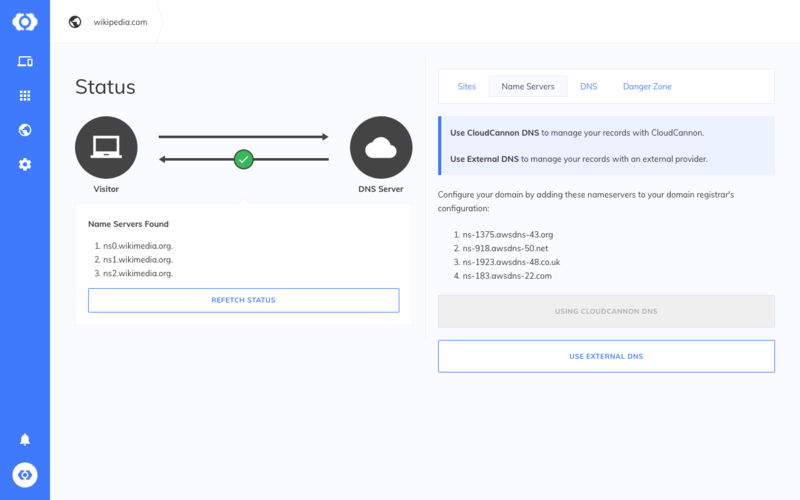 wikipedia.com
Status
Visitor
DNS Server
Name Servers Found
1. ns0.wikimedia.org.
2. ns1.wikimedia.org.
3. ns2.wikimedia.org.
REFETCH STATUS
Sites
Name Servers
DNS
Danger Zone
Use CloudCannon DNS to manage your records with CloudCannon.
Use External DNS to manage your records with an external provider.
Configure your domain by adding these nameservers to your domain registrar's
configuration:
1. ns-1375.awsdns-43.org
2. ns-918.awsdns-50.net
3. ns-1923.awsdns-48.co.uk
4. ns-183.awsdns-22.com
USING CLOUDCANNON DNS
USE EXTERNAL DNS